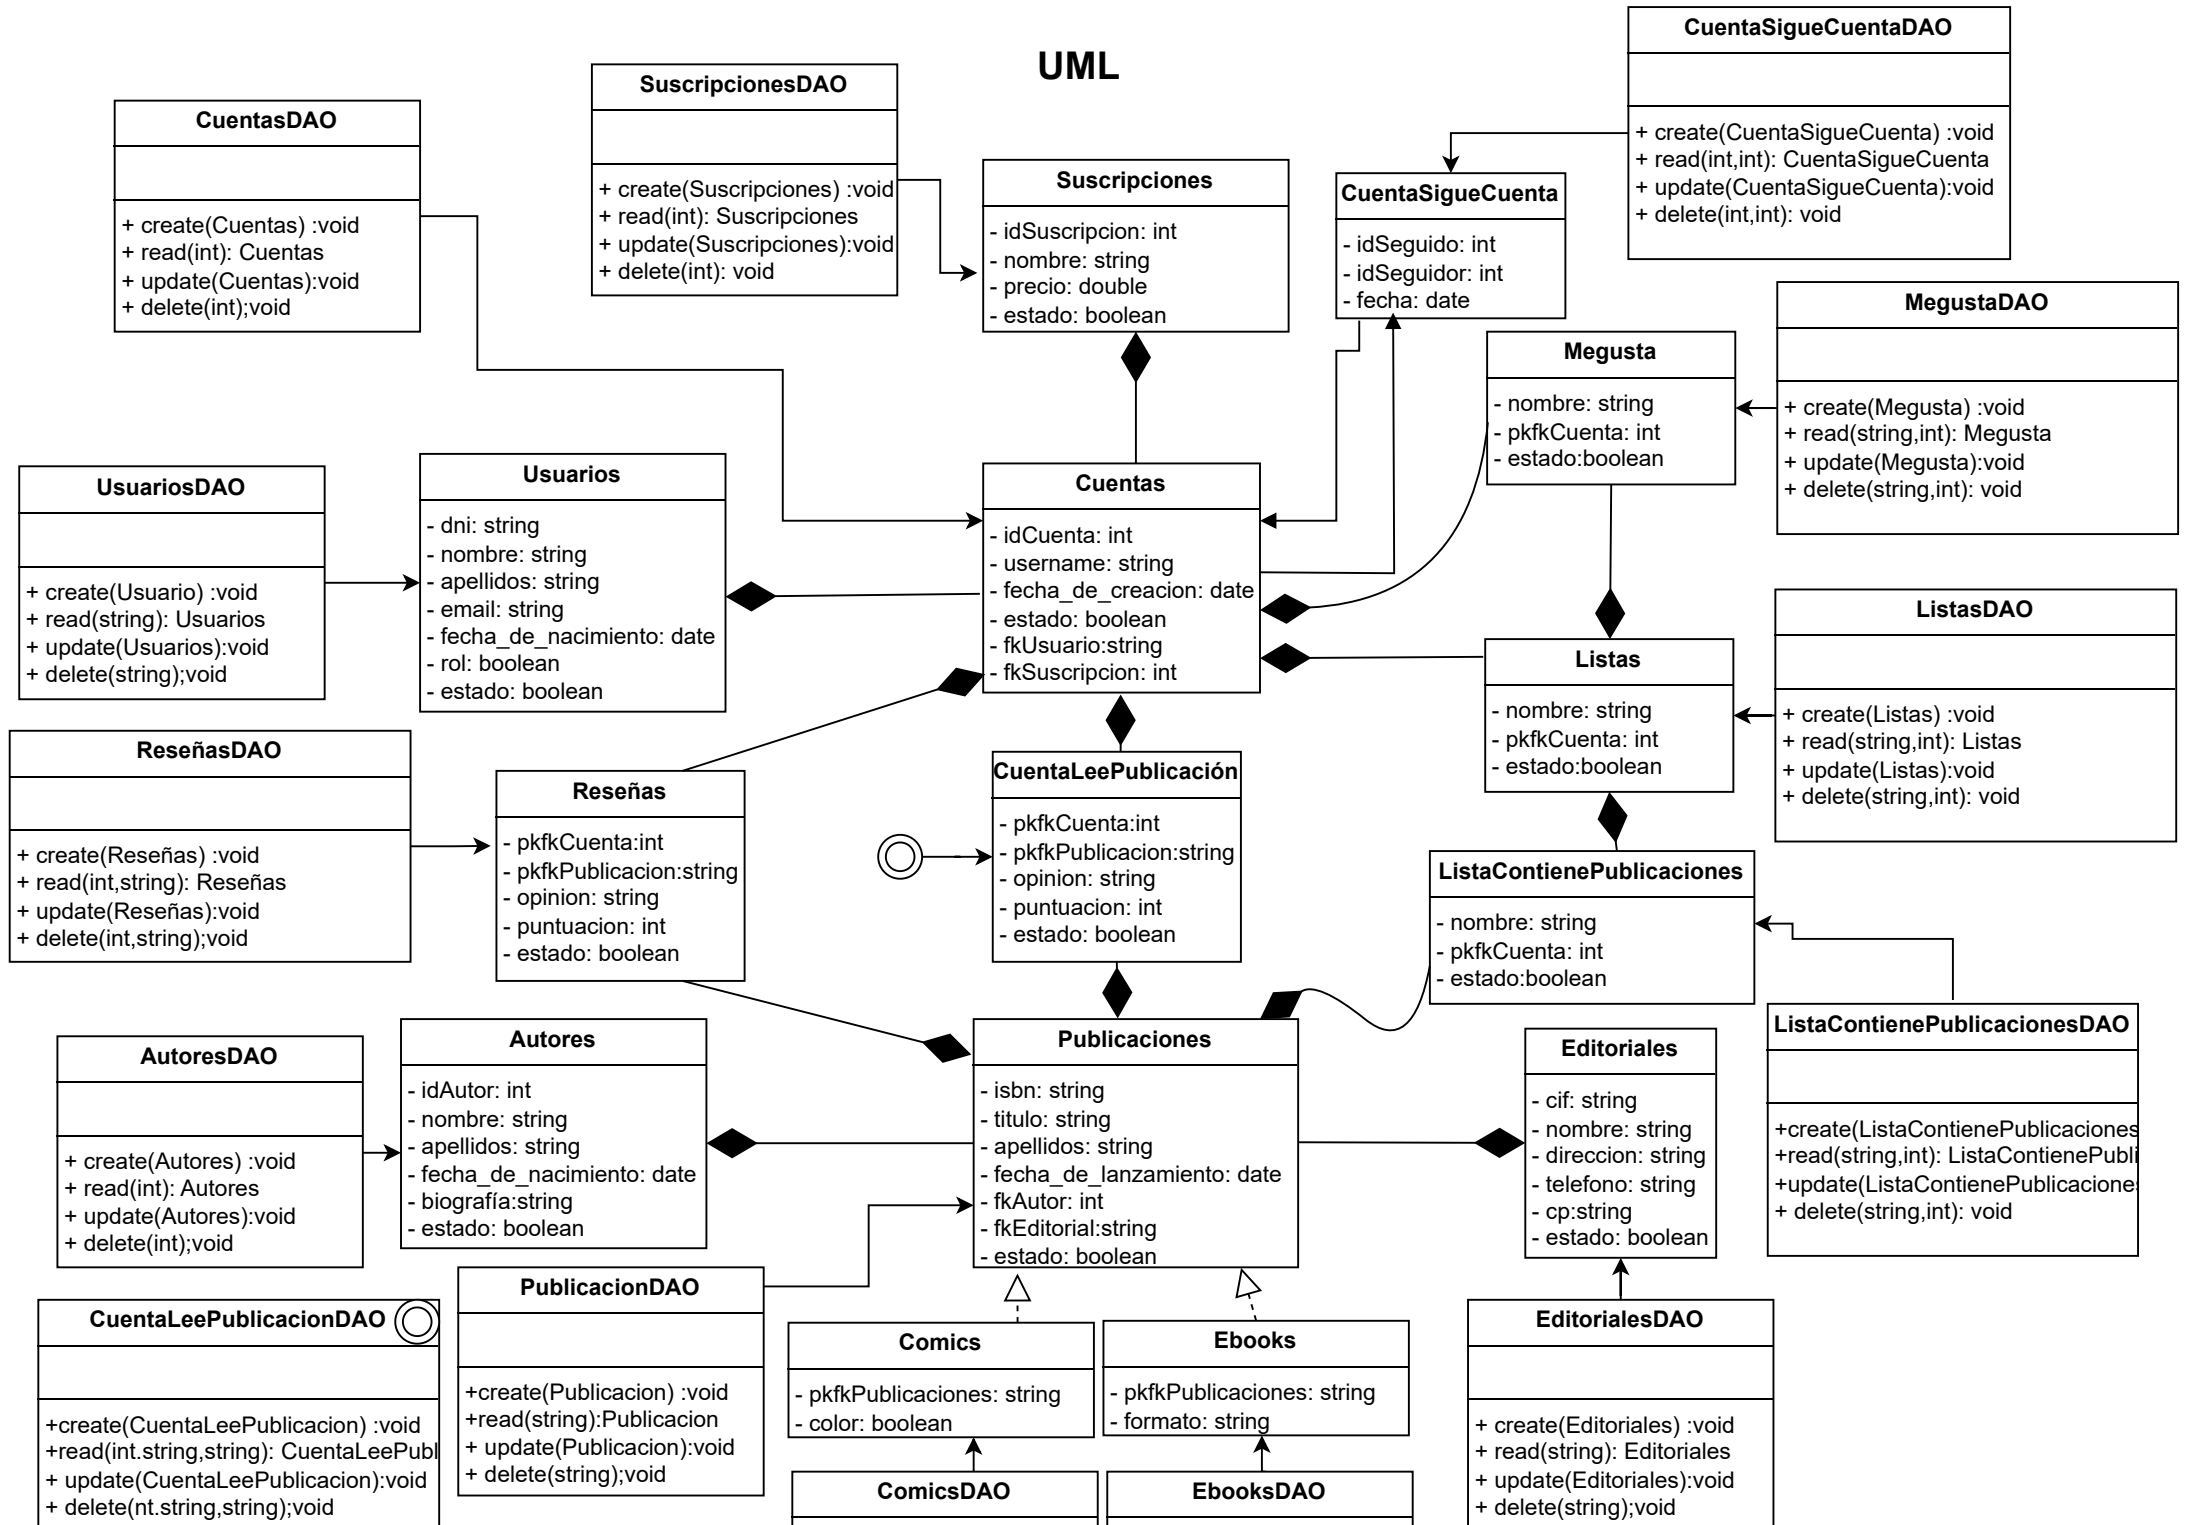 UML
CuentaSigueCuentaDAO
+ create(CuentaSigueCuenta) :void
+ read(int,int): CuentaSigueCuenta
+ update(CuentaSigueCuenta):void
+ delete(int,int): void
SuscripcionesDAO
+ create(Suscripciones) :void
+ read(int): Suscripciones
+ update(Suscripciones):void
+ delete(int): void
CuentasDAO
+ create(Cuentas) :void
+ read(int): Cuentas
+ update(Cuentas):void
+ delete(int);void
Suscripciones
- idSuscripcion: int
- nombre: string
- precio: double
- estado: boolean
CuentaSigueCuenta
- idSeguido: int
- idSeguidor: int
- fecha: date
MegustaDAO
+ create(Megusta) :void
+ read(string,int): Megusta
+ update(Megusta):void
+ delete(string,int): void
Megusta
- nombre: string
- pkfkCuenta: int
- estado:boolean
UsuariosDAO
+ create(Usuario) :void
+ read(string): Usuarios
+ update(Usuarios):void
+ delete(string);void
Usuarios
- dni: string
- nombre: string
- apellidos: string
- email: string
- fecha_de_nacimiento: date
- rol: boolean
- estado: boolean
Cuentas
- idCuenta: int
- username: string
- fecha_de_creacion: date
- estado: boolean
- fkUsuario:string
- fkSuscripcion: int
ListasDAO
+ create(Listas) :void
+ read(string,int): Listas
+ update(Listas):void
+ delete(string,int): void
Listas
- nombre: string
- pkfkCuenta: int
- estado:boolean
ReseñasDAO
+ create(Reseñas) :void
+ read(int,string): Reseñas
+ update(Reseñas):void
+ delete(int,string);void
Reseñas
- pkfkCuenta:int
- pkfkPublicacion:string
- opinion: string
- puntuacion: int
- estado: boolean
CuentaLeePublicación
- pkfkCuenta:int
- pkfkPublicacion:string
- opinion: string
- puntuacion: int
- estado: boolean
ListaContienePublicaciones
- nombre: string
- pkfkCuenta: int
- estado:boolean
ListaContienePublicacionesDAO
+create(ListaContienePublicaciones
+read(string,int): ListaContienePubli
+update(ListaContienePublicaciones
+ delete(string,int): void
AutoresDAO
+ create(Autores) :void
+ read(int): Autores
+ update(Autores):void
+ delete(int);void
Autores
- idAutor: int
- nombre: string
- apellidos: string
- fecha_de_nacimiento: date
- biografía:string
- estado: boolean
Publicaciones
- isbn: string
- titulo: string
- apellidos: string
- fecha_de_lanzamiento: date
- fkAutor: int
- fkEditorial:string
- estado: boolean
Editoriales
- cif: string
- nombre: string
- direccion: string
- telefono: string
- cp:string
- estado: boolean
CuentaLeePublicacionDAO
+create(CuentaLeePublicacion) :void
+read(int.string,string): CuentaLeePubl
+ update(CuentaLeePublicacion):void
+ delete(nt.string,string);void
PublicacionDAO
+create(Publicacion) :void
+read(string):Publicacion
+ update(Publicacion):void
+ delete(string);void
Comics
- pkfkPublicaciones: string
- color: boolean
Ebooks
- pkfkPublicaciones: string
- formato: string
EditorialesDAO
+ create(Editoriales) :void
+ read(string): Editoriales
+ update(Editoriales):void
+ delete(string);void
ComicsDAO
EbooksDAO